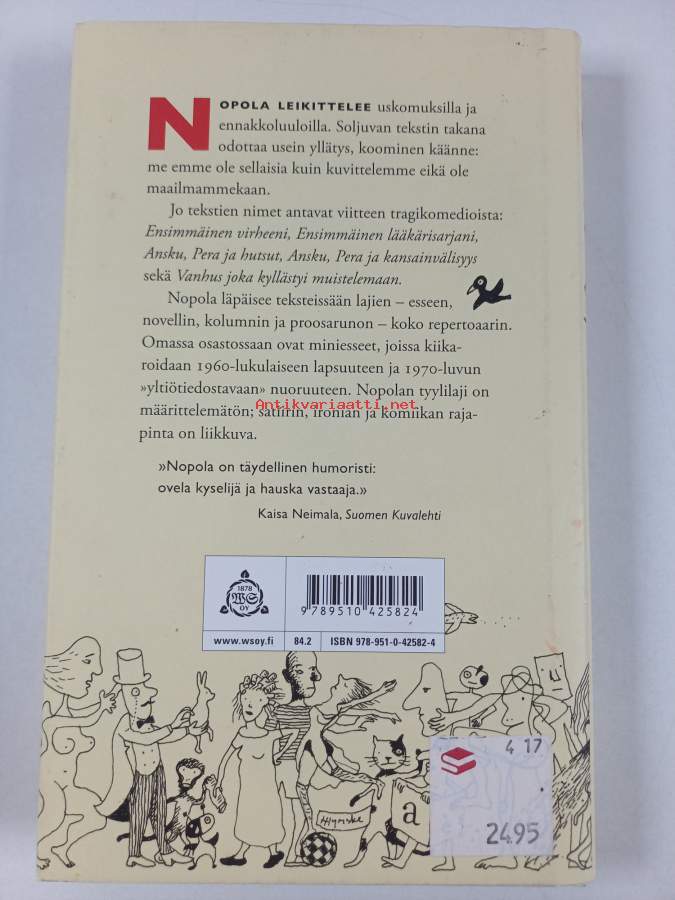 NOPOLA LEIKITTELEE uskomuksilla ja
ennakkoluuloilla. Soljuvan tekstin takana
odottaa usein yllätys, koominen käänne:
me emme ole sellaisia kuin kuvittelemme eikä ole
maailmammekaan.
Jo tekstien nimet antavat viitteen tragikomedioista:
Ensimmäinen virheeni, Ensimmäinen lääkärisarjani,
Ansku, Pera ja hutsut, Ansku, Pera ja kansainvälisyys
sekä Vanhus joka kyllästyi muistelemaan.
Nopola läpäisee teksteissään lajien – esseen,
novellin, kolumnin ja proosarunon – koko repertoaarin.
Omassa osastossaan ovat miniesseet, joissa kiika-
roidaan 1960-lukulaiseen lapsuuteen ja 1970-luvun
»yltiötiedostavaan» nuoruuteen. Nopolan tyylilaji on
Antikvariaatti.net
määrittelemätön; satiirin, ironian ja komiikan raja-
pinta on liikkuva.
»Nopola on täydellinen humoristi:
ovela kyselijä ja hauska vastaaja.»
Kaisa Neimala, Suomen Kuvalehti
1878
WS
OY
9 789510 425824
www.wsoy.fi 84.2 ISBN 978-951-0-42582-4
a
4 17
24.95